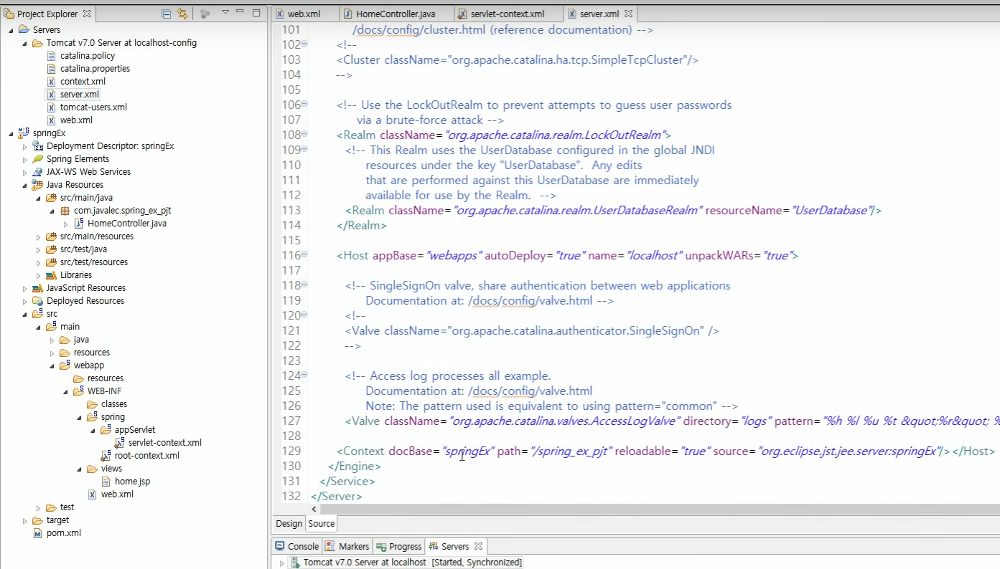 Project Explorer
Servers
Tomcat v7.0 Server at localhost-config
catalina.policy
catalina.properties
context.xml
server.xml
tomcat-users.xml
web.xml
springEx
Deployment Descriptor: springEx
Spring Elements
JAX-WS Web Services
Java Resources
src/main/java
com.javalec.spring_ex_pjt
HomeController.java
src/main/resources
src/test/java
src/test/resources
Libraries
JavaScript Resources
Deployed Resources
src
main
java
resources
webapp
resources
WEB-INF
classes
spring
appServlet
servlet-context.xml
root-context.xml
views
home.jsp
web.xml
test
target
pom.xml
web.xml HomeController.java servlet-context.xml server.xml
101 /docs/config/cluster.html (reference documentation) -->
102 <!--
103 <Cluster className="org.apache.catalina.ha.tcp.SimpleTcpCluster"/>
104 -->
105
106 <!-- Use the LockOutRealm to prevent attempts to guess user passwords
107 via a brute-force attack -->
108 <Realm className="org.apache.catalina.realm.LockOutRealm">
109 <!-- This Realm uses the UserDatabase configured in the global JNDI
110 resources under the key "UserDatabase". Any edits
111 that are performed against this UserDatabase are immediately
112 available for use by the Realm. -->
113 <Realm className="org.apache.catalina.realm.UserDatabaseRealm" resourceName="UserDatabase"/>
114 </Realm>
115
116 <Host appBase="webapps" autoDeploy="true" name="localhost" unpackWARs="true">
117
118 <!-- SingleSignOn valve, share authentication between web applications
119 Documentation at: /docs/config/valve.html -->
120 <!--
121 <Valve className="org.apache.catalina.authenticator.SingleSignOn" />
122 -->
123
124 <!-- Access log processes all example.
125 Documentation at: /docs/config/valve.html
126 Note: The pattern used is equivalent to using pattern="common" -->
127 <Valve className="org.apache.catalina.valves.AccessLogValve" directory="logs" pattern="%h %l %u %t &quot;%r&quot; %
128
129 <Context docBase="springEx" path="/spring_ex_pjt" reloadable="true" source="org.eclipse.jst.jee.server:springEx"/></Host>
130 </Engine>
131 </Service>
132 </Server>
Design Source
Console Markers Progress Servers
Tomcat v7.0 Server at localhost [Started, Synchronized]